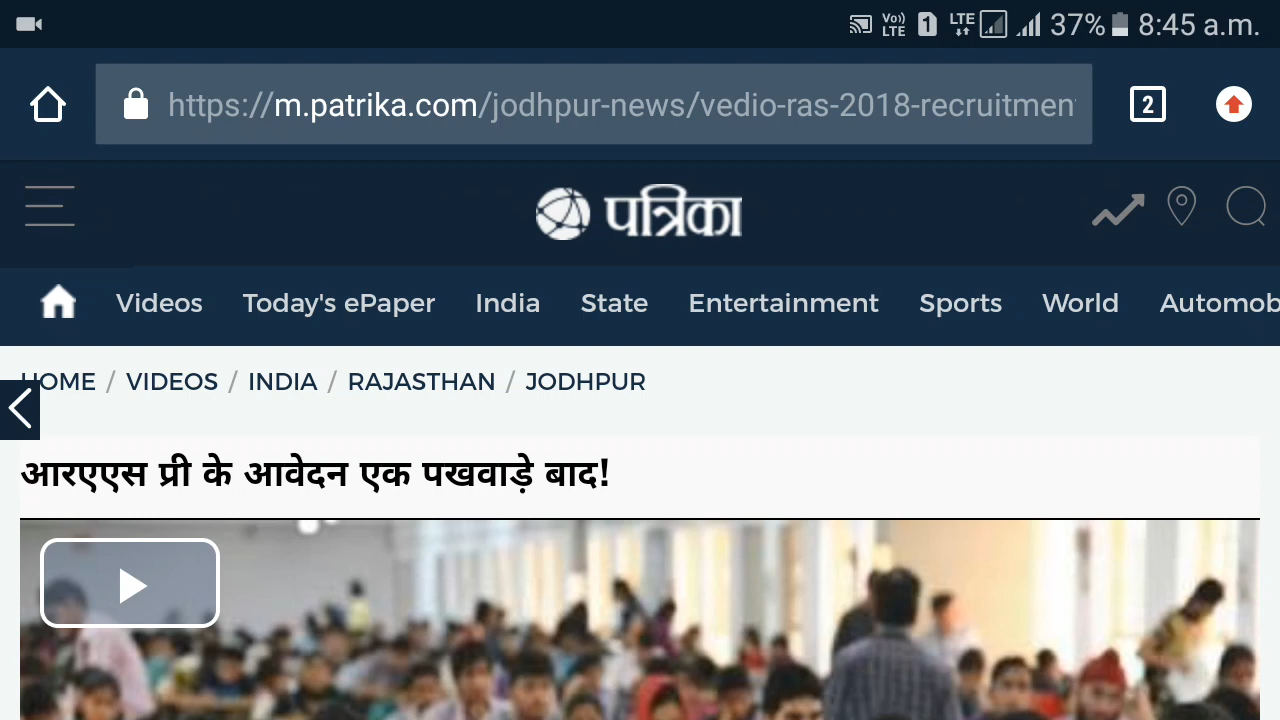 Vo) LTE 1 LTE 37% 8:45 a.m.
https://m.patrika.com/jodhpur-news/vedio-ras-2018-recruitmen
2
पत्रिका
Videos Today's ePaper India State Entertainment Sports World Automob
HOME / VIDEOS / INDIA / RAJASTHAN / JODHPUR
आरएएस प्री के आवेदन एक पखवाड़े बाद!